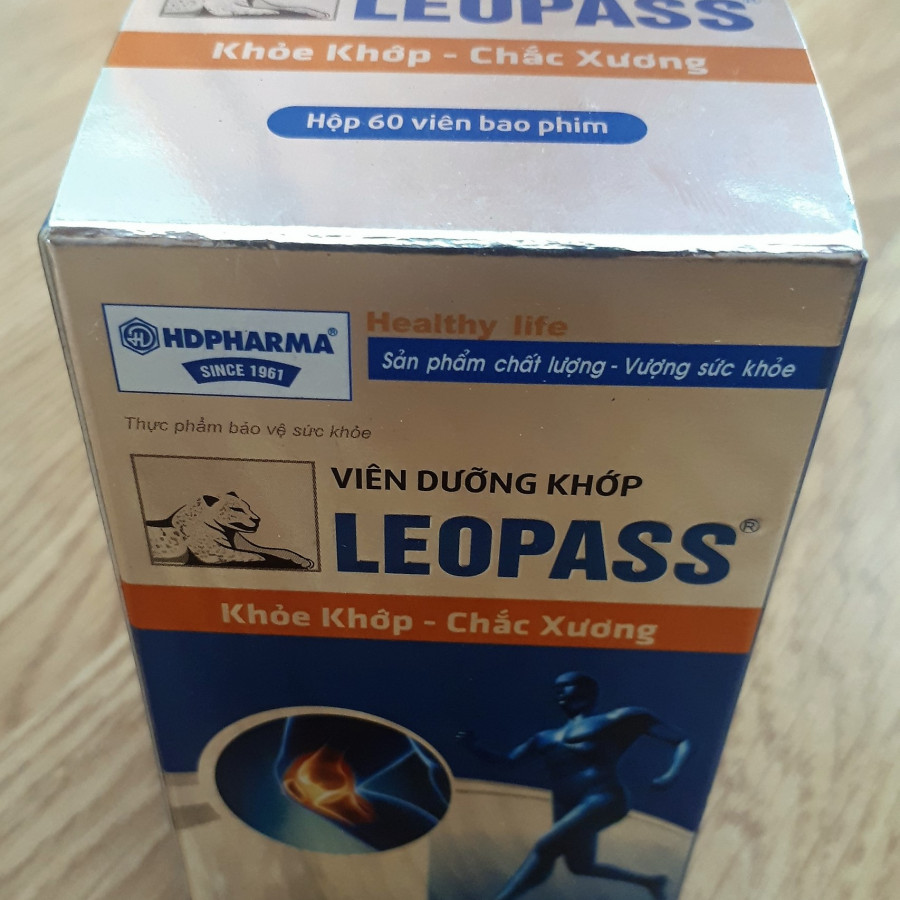 LEOPASS®
Khỏe Khớp - Chắc Xương
Hộp 60 viên bao phim
HDPHARMA®
SINCE 1961
Healthy life
Sản phẩm chất lượng - Vượng sức khỏe
Thực phẩm bảo vệ sức khỏe
VIÊN DƯỠNG KHỚP
LEOPASS®
Khỏe Khớp - Chắc Xương